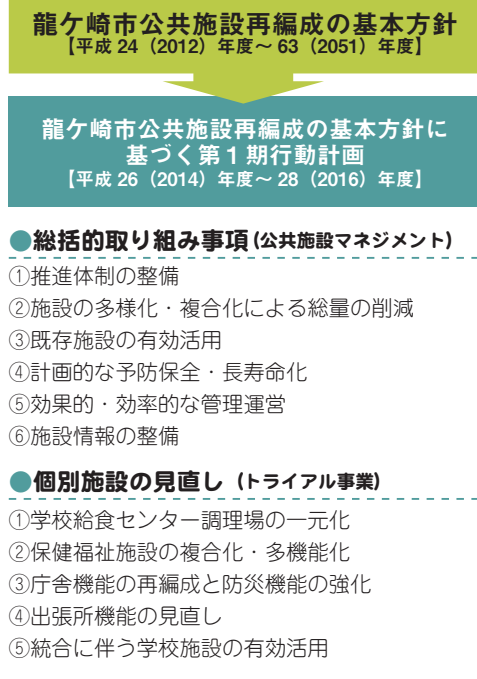 龍ケ崎市公共施設再編成の基本方針
【平成24（2012）年度～63（2051）年度】
龍ケ崎市公共施設再編成の基本方針に
基づく第1期行動計画
【平成26（2014）年度～28（2016）年度】
●総括的取り組み事項（公共施設マネジメント）
①推進体制の整備
②施設の多様化・複合化による総量の削減
③既存施設の有効活用
④計画的な予防保全・長寿命化
⑤効果的・効率的な管理運営
⑥施設情報の整備
●個別施設の見直し（トライアル事業）
①学校給食センター調理場の一元化
②保健福祉施設の複合化・多機能化
③庁舎機能の再編成と防災機能の強化
④出張所機能の見直し
⑤統合に伴う学校施設の有効活用